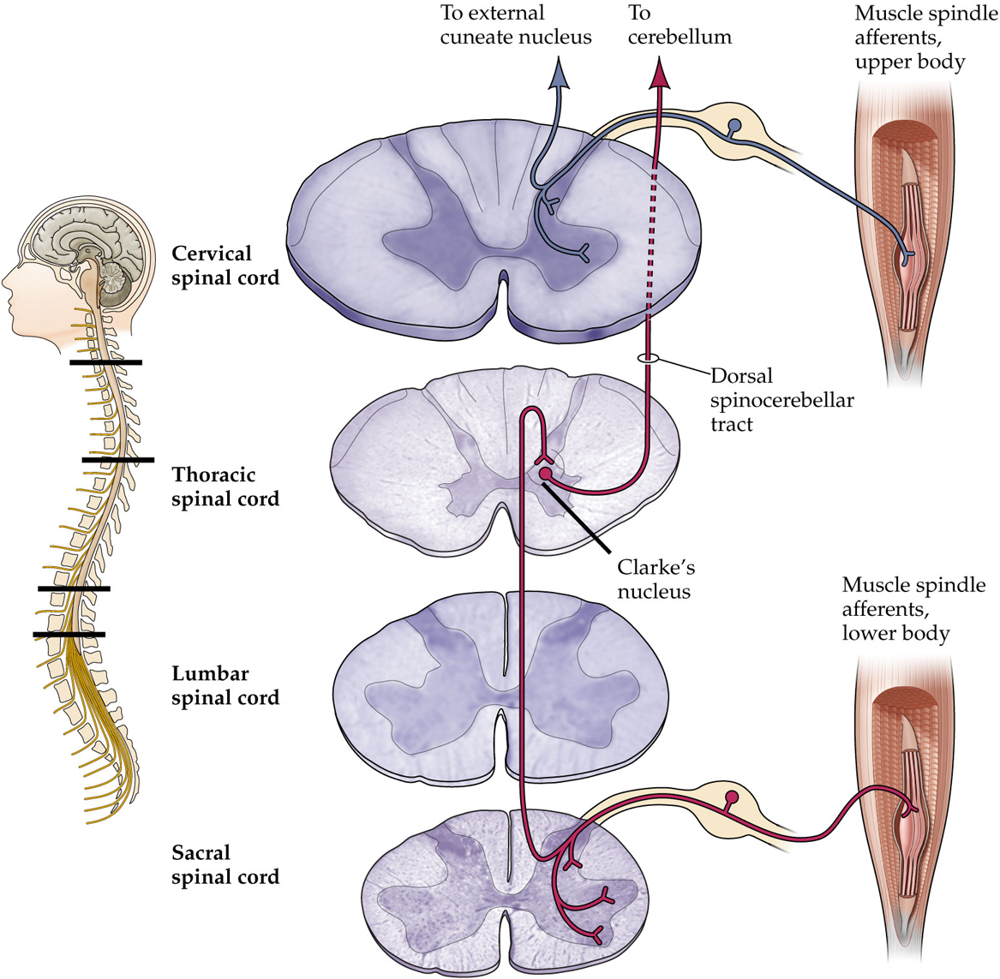 To external
cuneate nucleus
To
cerebellum
Muscle spindle
afferents,
upper body
Cervical
spinal cord
Dorsal
spinocerebellar
tract
Thoracic
spinal cord
Clarke’s
nucleus
Muscle spindle
afferents,
lower body
Lumbar
spinal cord
Sacral
spinal cord